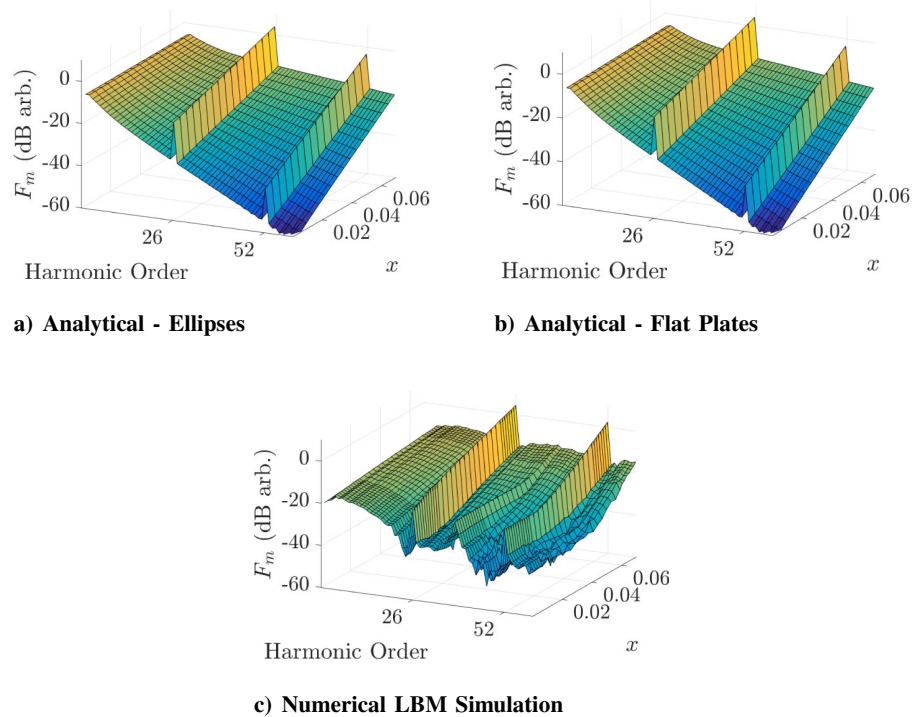 0
-20
-40
-60
F_m (dB arb.)
26
52
Harmonic Order
0.02
0.04
0.06
x
a) Analytical - Ellipses
0
-20
-40
-60
F_m (dB arb.)
26
52
Harmonic Order
0.02
0.04
0.06
x
b) Analytical - Flat Plates
0
-20
-40
-60
F_m (dB arb.)
26
52
Harmonic Order
0.02
0.04
0.06
x
c) Numerical LBM Simulation